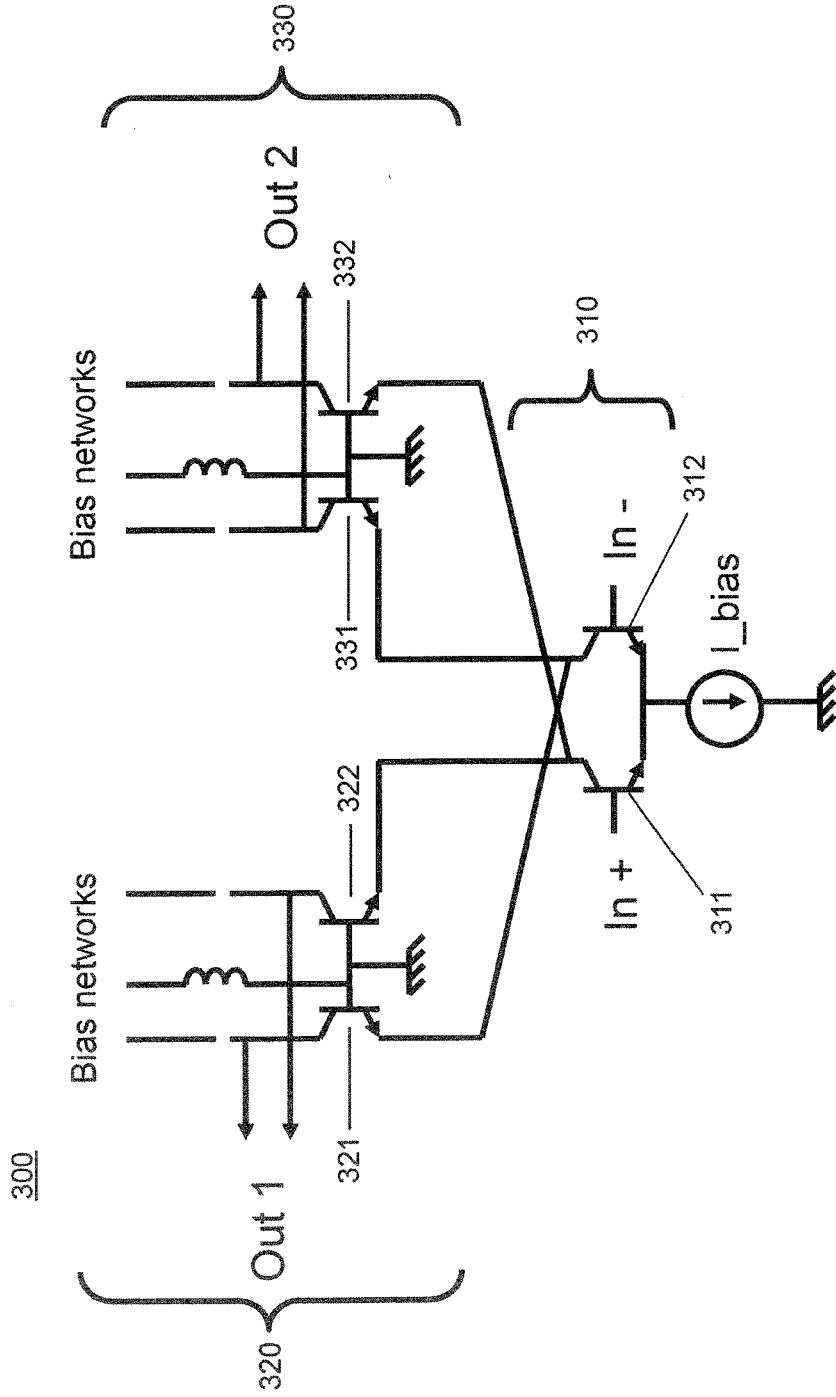 300
Bias networks
Bias networks
320
Out 1
Out 2
330
321
322
331
332
310
In +
In -
311
312
I_bias